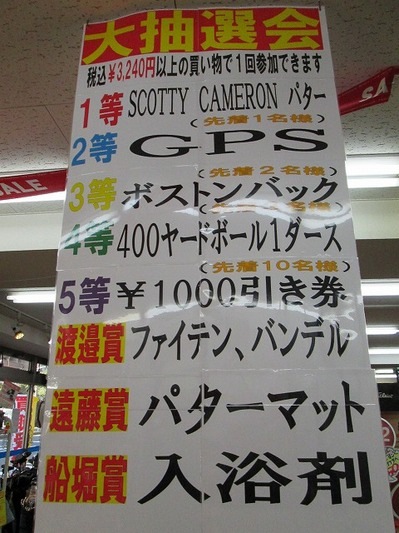 大抽選会
税込￥3,240円以上の買い物で1回参加できます
1等 SCOTTY CAMERON パター
(先着1名様)
2等 GPS
(先着2名様)
3等 ボストンバック
4等 400ヤードボール1ダース
(先着10名様)
5等 ￥1000引き券
渡邉賞 ファイテン、バンデル
遠藤賞 パターマット
船堀賞 入浴剤
SA
ALE